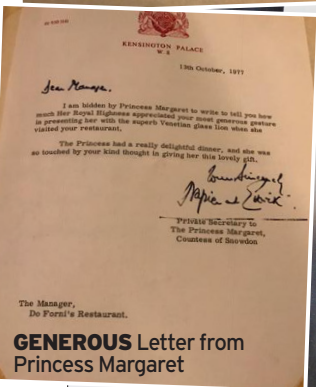 KENSINGTON PALACE
W 8
13th October, 1977
Dear Manager,
I am bidden by Princess Margaret to write to tell you how
much Her Royal Highness appreciated your most generous gesture
in presenting her with the superb Venetian glass lion when she
visited your restaurant.
The Princess had a really delightful dinner, and she was
so touched by your kind thought in giving her this lovely gift.
Yours Sincerely
Private Secretary to
The Princess Margaret,
Countess of Snowdon
The Manager,
Do Forni's Restaurant.
GENEROUS Letter from
Princess Margaret